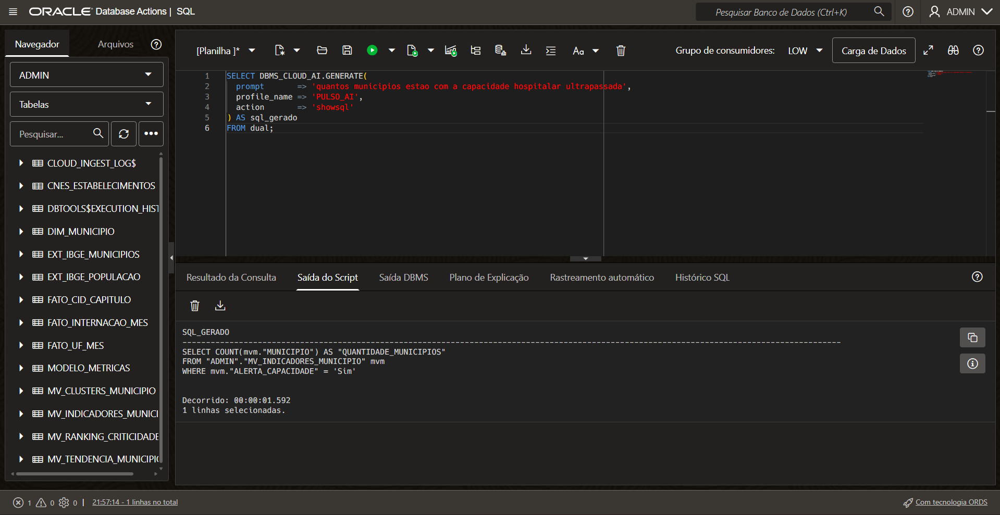 ORACLE Database Actions | SQL
Pesquisar Banco de Dados (Ctrl+K)
ADMIN
Navegador
Arquivos
ADMIN
Tabelas
Pesquisar...
CLOUD_INGEST_LOG$
CNES_ESTABELECIMENTOS
DBTOOLS$EXECUTION_HIST
DIM_MUNICIPIO
EXT_IBGE_MUNICIPIOS
EXT_IBGE_POPULACAO
FATO_CID_CAPITULO
FATO_INTERNACAO_MES
FATO_UF_MES
MODELO_METRICAS
MV_CLUSTERS_MUNICIPIO
MV_INDICADORES_MUNICI
MV_RANKING_CRITICIDADE
MV_TENDENCIA_MUNICIPIO
[Planilha ]*
Aa
Grupo de consumidores: LOW
Carga de Dados
1 SELECT DBMS_CLOUD_AI.GENERATE(
2 prompt => 'quantos municipios estao com a capacidade hospitalar ultrapassada',
3 profile_name => 'PULSO_AI',
4 action => 'showsql'
5 ) AS sql_gerado
6 FROM dual;
Resultado da Consulta
Saída do Script
Saída DBMS
Plano de Explicação
Rastreamento automático
Histórico SQL
SQL_GERADO
--------------------------------------------------------------------------------------------------------------------------------------------
SELECT COUNT(mvm."MUNICIPIO") AS "QUANTIDADE_MUNICIPIOS"
FROM "ADMIN"."MV_INDICADORES_MUNICIPIO" mvm
WHERE mvm."ALERTA_CAPACIDADE" = 'Sim'
Decorrido: 00:00:01.592
1 linhas selecionadas.
1 0 0 | 21:57:14 - 1 linhas no total
Com tecnologia ORDS